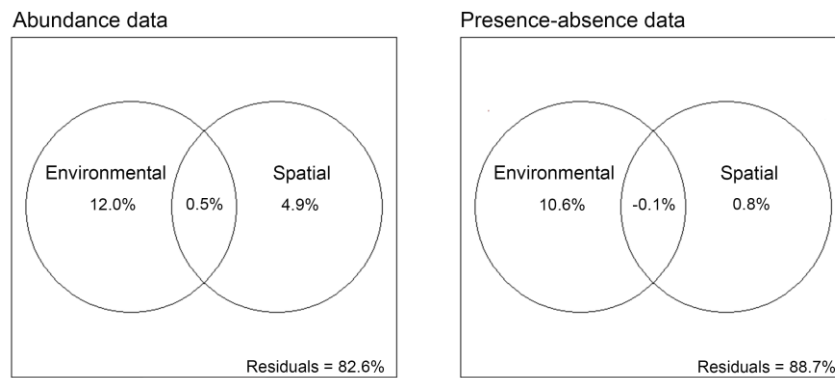 Abundance data
Environmental
Spatial
12.0%
0.5%
4.9%
Residuals = 82.6%
Presence-absence data
Environmental
Spatial
10.6%
-0.1%
0.8%
Residuals = 88.7%